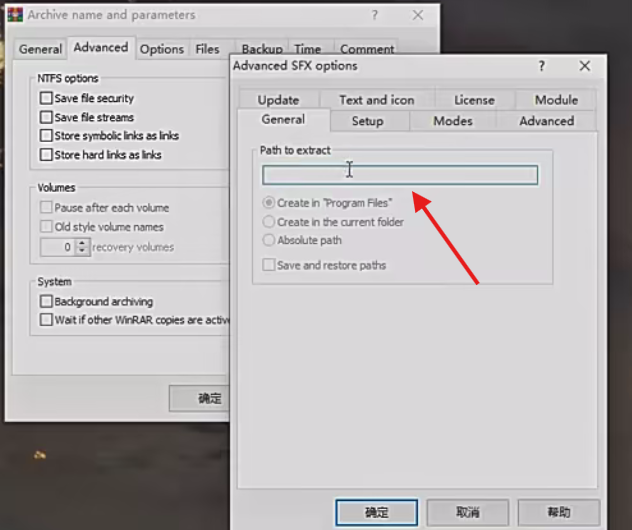 Archive name and parameters ?
General Advanced Options Files Backup Time Comment
NTFS options
Save file security
Save file streams
Store symbolic links as links
Store hard links as links
Volumes
Pause after each volume
Old style volume names
0 recovery volumes
System
Background archiving
Wait if other WinRAR copies are active
确定
Advanced SFX options ?
Update Text and icon License Module
General Setup Modes Advanced
Path to extract
Create in "Program Files"
Create in the current folder
Absolute path
Save and restore paths
确定 取消 帮助